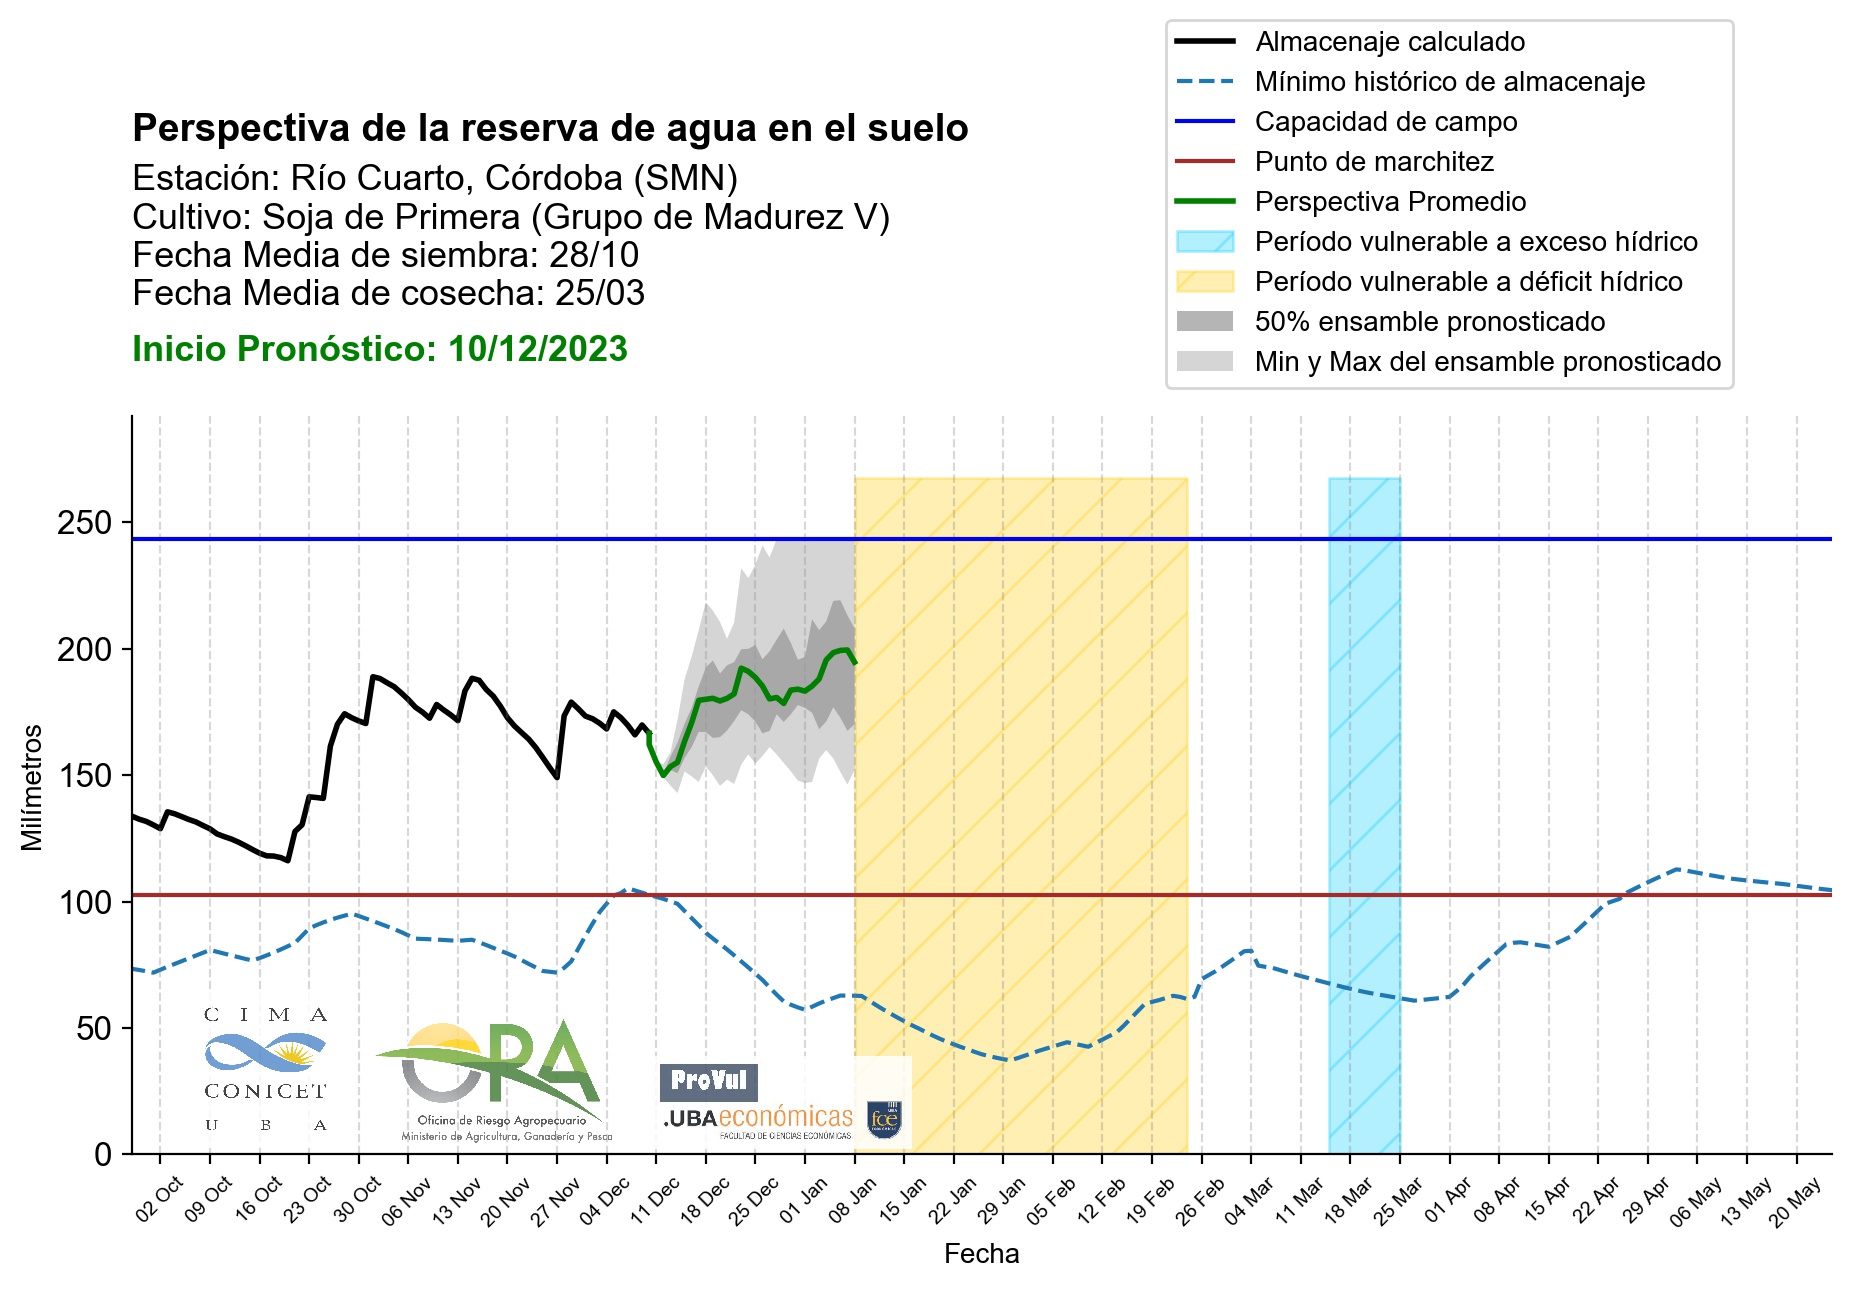 Almacenaje calculado
Mínimo histórico de almacenaje
Capacidad de campo
Punto de marchitez
Perspectiva Promedio
Período vulnerable a exceso hídrico
Período vulnerable a déficit hídrico
50% ensamble pronosticado
Min y Max del ensamble pronosticado
Perspectiva de la reserva de agua en el suelo
Estación: Río Cuarto, Córdoba (SMN)
Cultivo: Soja de Primera (Grupo de Madurez V)
Fecha Media de siembra: 28/10
Fecha Media de cosecha: 25/03
Inicio Pronóstico: 10/12/2023
Milímetros
250
200
150
100
50
0
CIMA
CONICET
UBA
ORA
Oficina de Riesgo Agropecuario
Ministerio de Agricultura, Ganadería y Pesca
ProVul
.UBAeconómicas
FACULTAD DE CIENCIAS ECONÓMICAS
fce
02 Oct
09 Oct
16 Oct
23 Oct
30 Oct
06 Nov
13 Nov
20 Nov
27 Nov
04 Dec
11 Dec
18 Dec
25 Dec
01 Jan
08 Jan
15 Jan
22 Jan
29 Jan
05 Feb
12 Feb
19 Feb
26 Feb
04 Mar
11 Mar
18 Mar
25 Mar
01 Apr
08 Apr
15 Apr
22 Apr
29 Apr
06 May
13 May
20 May
Fecha